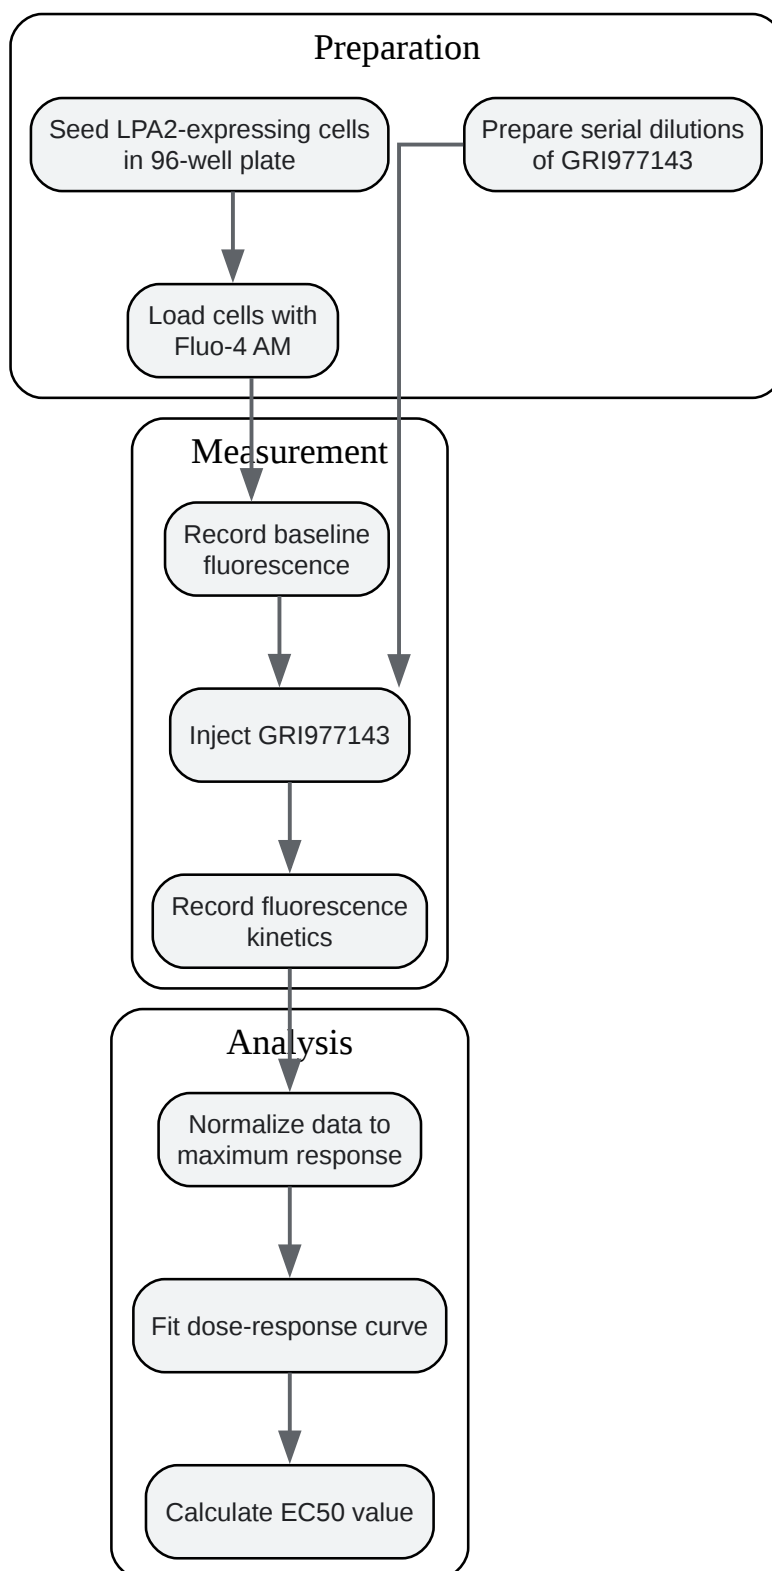 Preparation
Seed LPA2-expressing cells
in 96-well plate
Prepare serial dilutions
of GRI977143
Load cells with
Fluo-4 AM
Measurement
Record baseline
fluorescence
Inject GRI977143
Record fluorescence
kinetics
Analysis
Normalize data to
maximum response
Fit dose-response curve
Calculate EC50 value